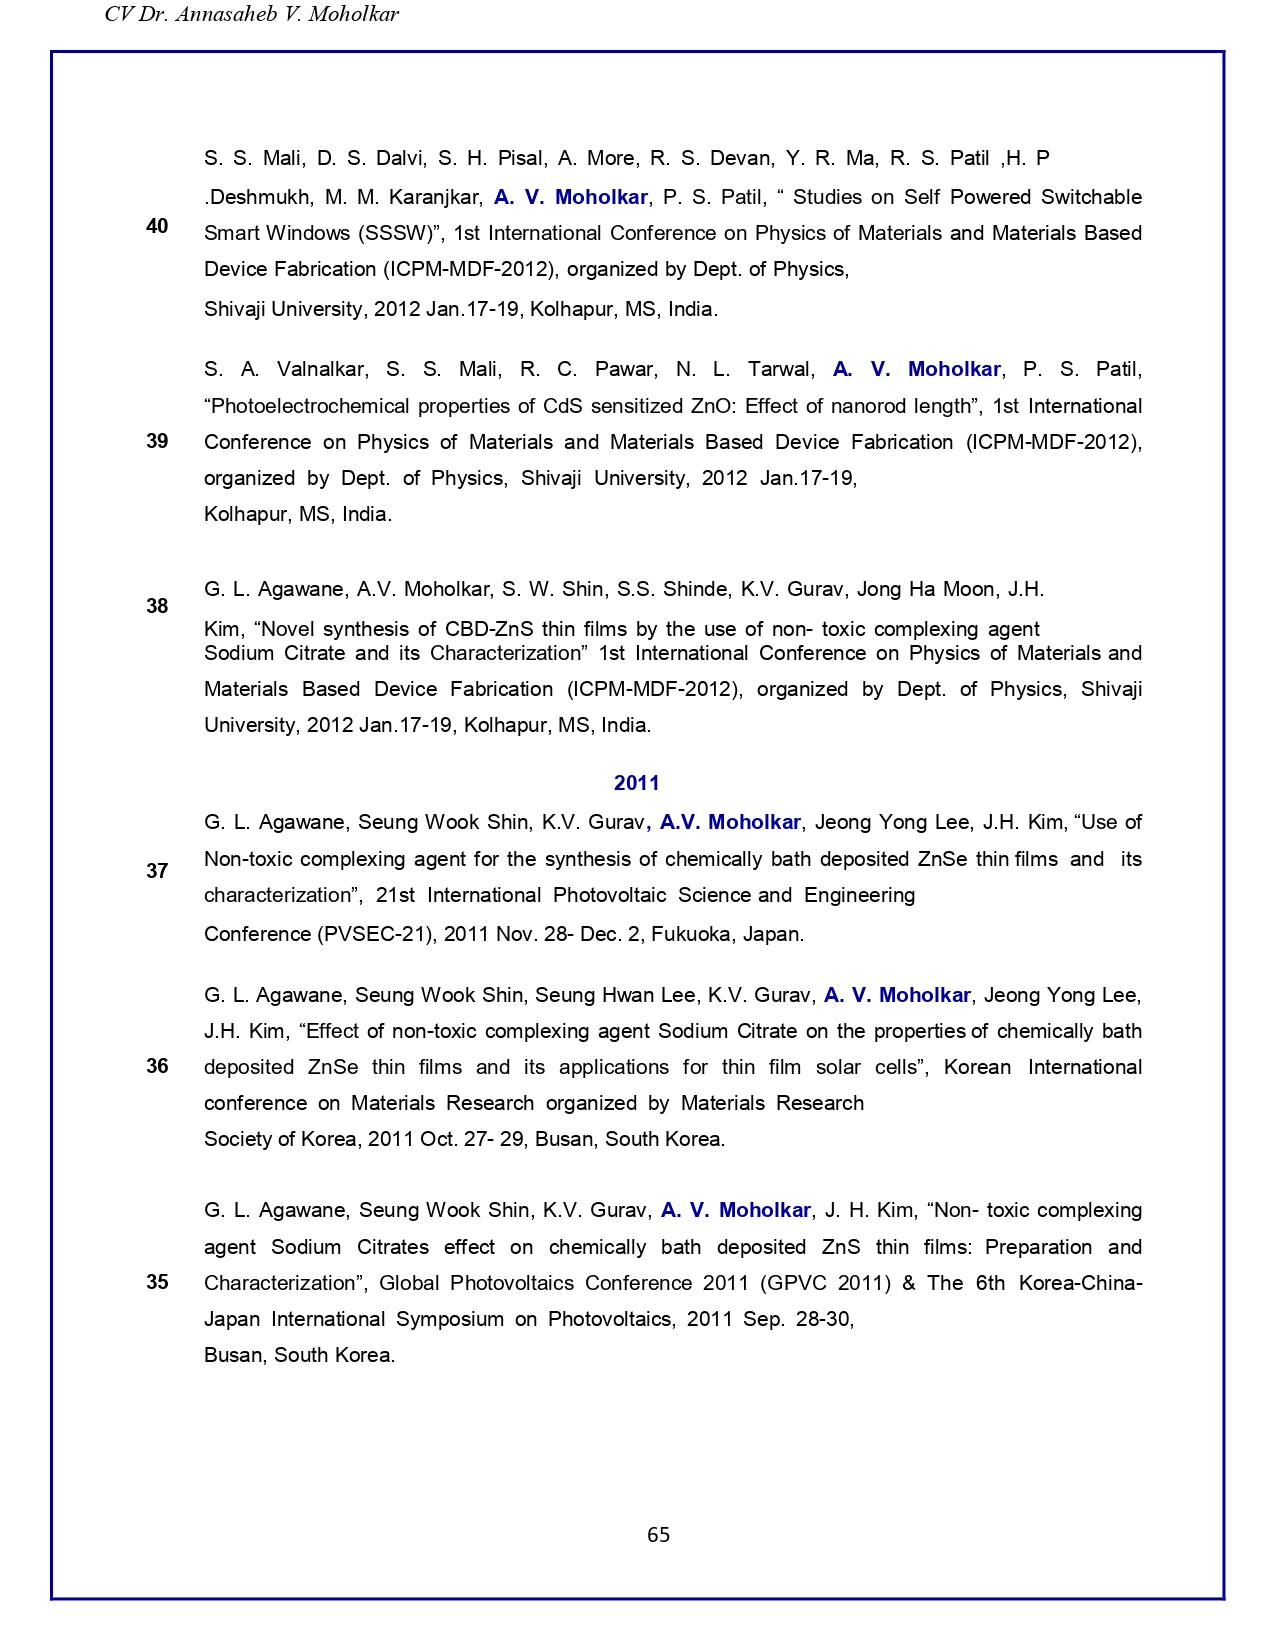 CV Dr. Annasaheb V. Moholkar
S. S. Mali, D. S. Dalvi, S. H. Pisal, A. More, R. S. Devan, Y. R. Ma, R. S. Patil ,H. P
.Deshmukh, M. M. Karanjkar, A. V. Moholkar, P. S. Patil, “ Studies on Self Powered Switchable
40
Smart Windows (SSSW)”, 1st International Conference on Physics of Materials and Materials Based
Device Fabrication (ICPM-MDF-2012), organized by Dept. of Physics,
Shivaji University, 2012 Jan.17-19, Kolhapur, MS, India.
S. A. Valnalkar, S. S. Mali, R. C. Pawar, N. L. Tarwal, A. V. Moholkar, P. S. Patil,
“Photoelectrochemical properties of CdS sensitized ZnO: Effect of nanorod length”, 1st International
39 Conference on Physics of Materials and Materials Based Device Fabrication (ICPM-MDF-2012),
organized by Dept. of Physics, Shivaji University, 2012 Jan.17-19,
Kolhapur, MS, India.
G. L. Agawane, A.V. Moholkar, S. W. Shin, S.S. Shinde, K.V. Gurav, Jong Ha Moon, J.H.
38
Kim, “Novel synthesis of CBD-ZnS thin films by the use of non- toxic complexing agent
Sodium Citrate and its Characterization” 1st International Conference on Physics of Materials and
Materials Based Device Fabrication (ICPM-MDF-2012), organized by Dept. of Physics, Shivaji
University, 2012 Jan.17-19, Kolhapur, MS, India.
2011
G. L. Agawane, Seung Wook Shin, K.V. Gurav, A.V. Moholkar, Jeong Yong Lee, J.H. Kim, “Use of
Non-toxic complexing agent for the synthesis of chemically bath deposited ZnSe thin films and its
37
characterization”, 21st International Photovoltaic Science and Engineering
Conference (PVSEC-21), 2011 Nov. 28- Dec. 2, Fukuoka, Japan.
G. L. Agawane, Seung Wook Shin, Seung Hwan Lee, K.V. Gurav, A. V. Moholkar, Jeong Yong Lee,
J.H. Kim, “Effect of non-toxic complexing agent Sodium Citrate on the properties of chemically bath
36 deposited ZnSe thin films and its applications for thin film solar cells”, Korean International
conference on Materials Research organized by Materials Research
Society of Korea, 2011 Oct. 27- 29, Busan, South Korea.
G. L. Agawane, Seung Wook Shin, K.V. Gurav, A. V. Moholkar, J. H. Kim, “Non- toxic complexing
agent Sodium Citrates effect on chemically bath deposited ZnS thin films: Preparation and
35 Characterization”, Global Photovoltaics Conference 2011 (GPVC 2011) & The 6th Korea-China-
Japan International Symposium on Photovoltaics, 2011 Sep. 28-30,
Busan, South Korea.
65